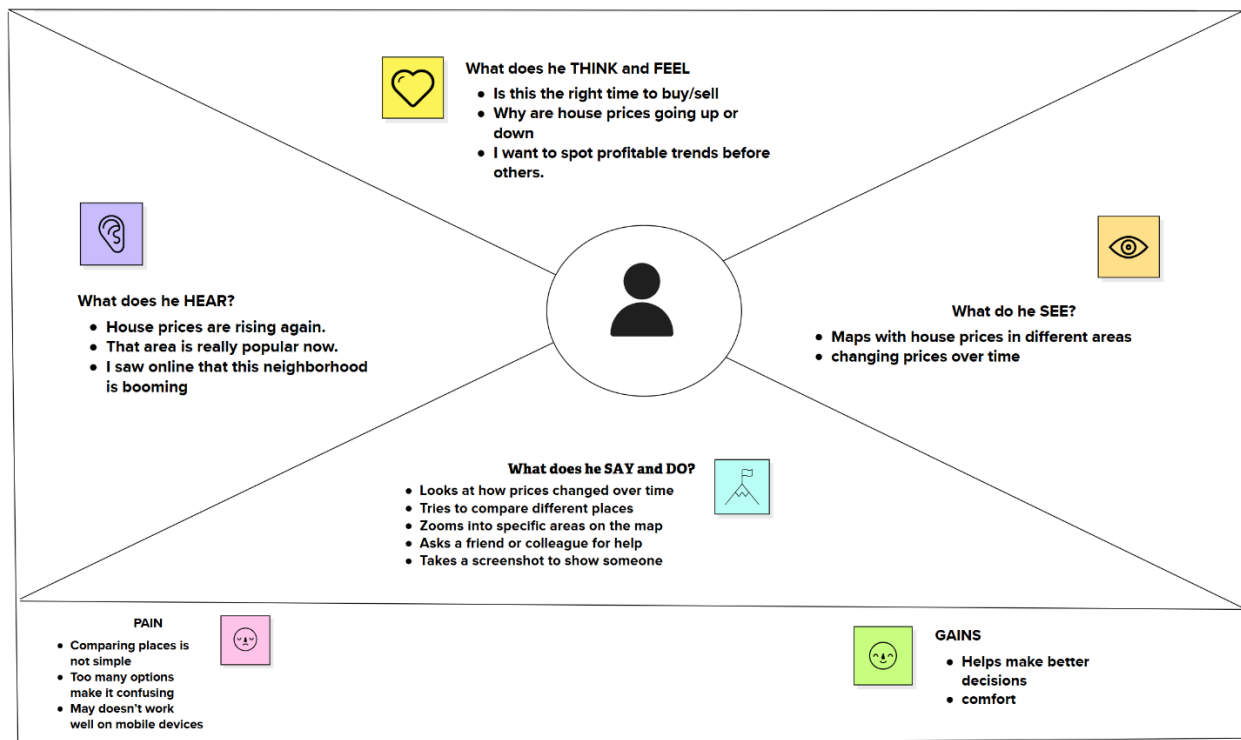 What does he THINK and FEEL
● Is this the right time to buy/sell
● Why are house prices going up or
down
● I want to spot profitable trends before
others.
What does he HEAR?
● House prices are rising again.
● That area is really popular now.
● I saw online that this neighborhood
is booming
What do he SEE?
● Maps with house prices in different areas
● changing prices over time
What does he SAY and DO?
● Looks at how prices changed over time
● Tries to compare different places
● Zooms into specific areas on the map
● Asks a friend or colleague for help
● Takes a screenshot to show someone
PAIN
● Comparing places is
not simple
● Too many options
make it confusing
● May doesn't work
well on mobile devices
GAINS
● Helps make better
decisions
● comfort